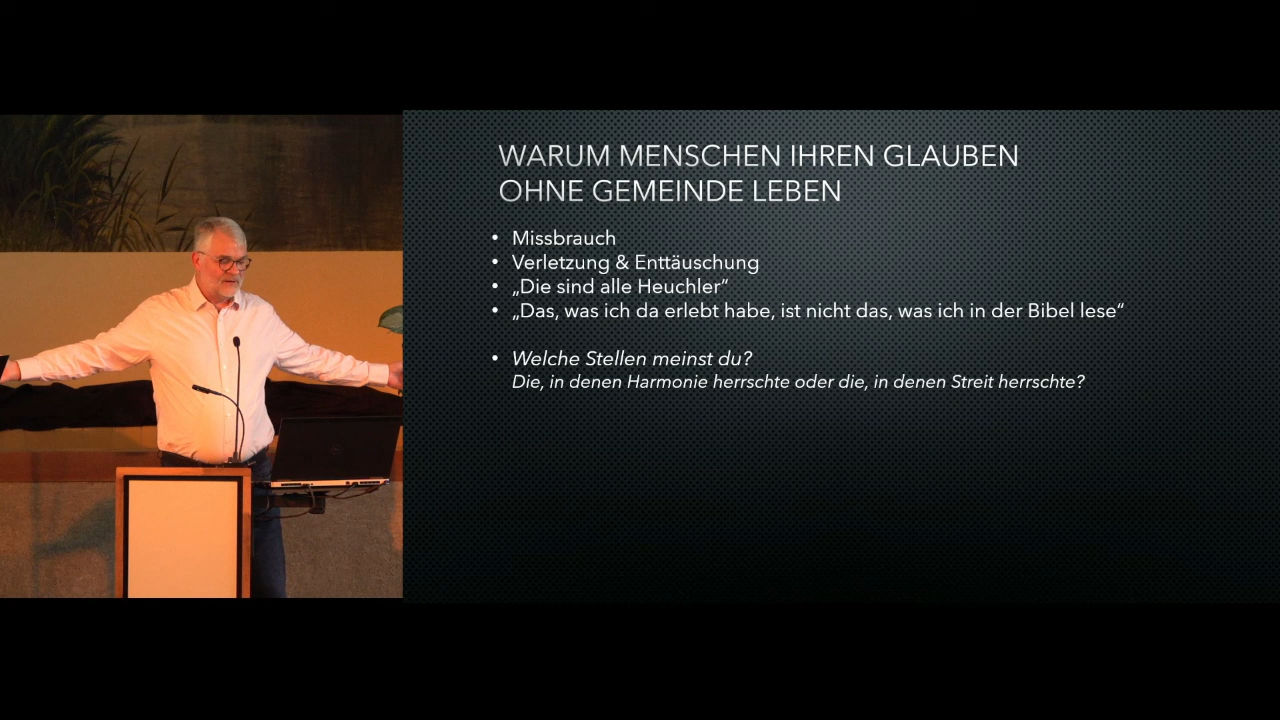 WARUM MENSCHEN IHREN GLAUBEN
OHNE GEMEINDE LEBEN
• Missbrauch
• Verletzung & Enttäuschung
• „Die sind alle Heuchler“
• „Das, was ich da erlebt habe, ist nicht das, was ich in der Bibel lese“
• Welche Stellen meinst du?
Die, in denen Harmonie herrschte oder die, in denen Streit herrschte?